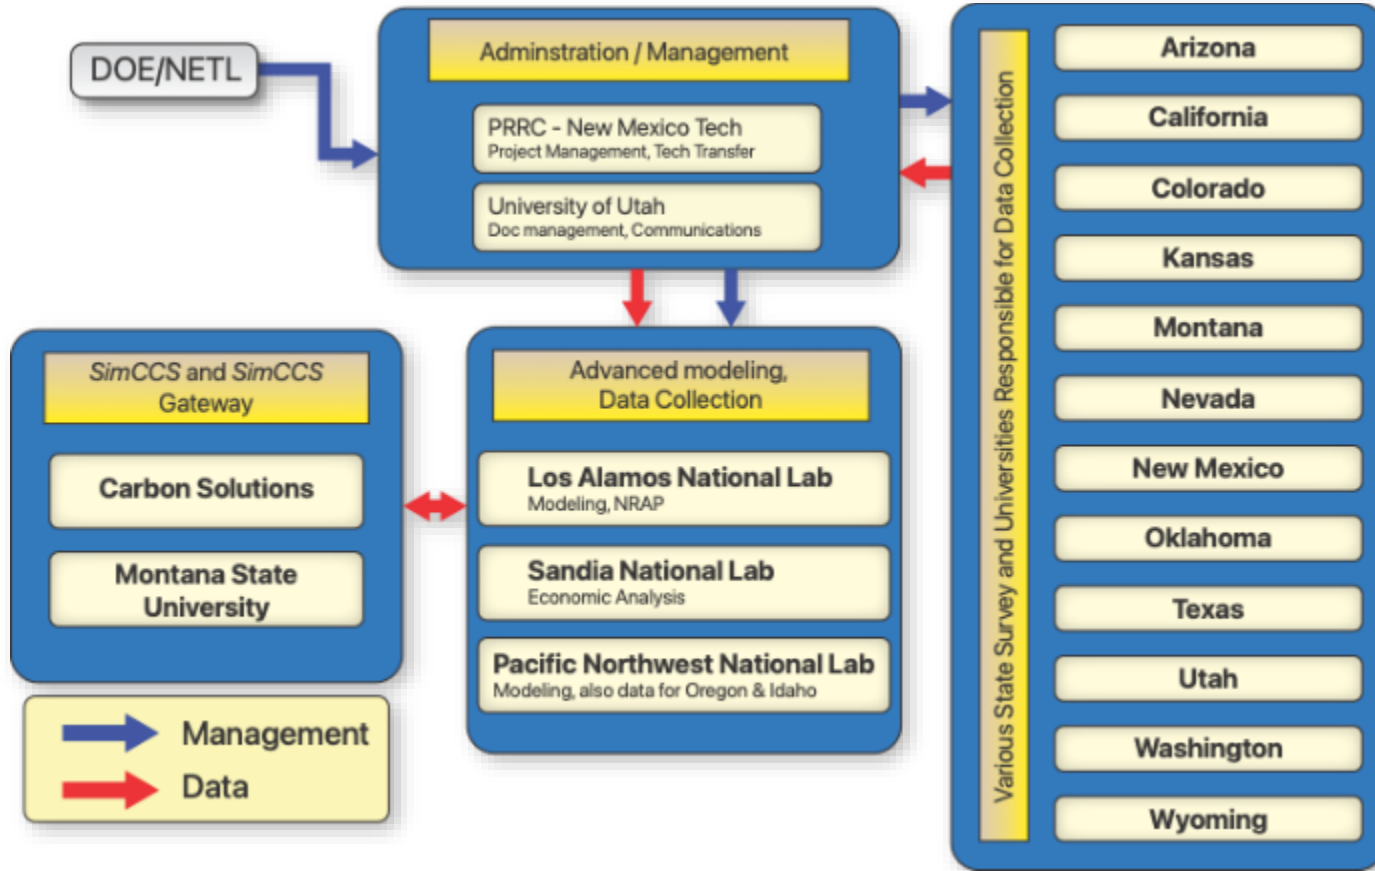 DOE/NETL
Adminstration / Management
PRRC - New Mexico Tech
Project Management, Tech Transfer
University of Utah
Doc management, Communications
SimCCS and SimCCS
Gateway
Carbon Solutions
Montana State
University
Advanced modeling,
Data Collection
Los Alamos National Lab
Modeling, NRAP
Sandia National Lab
Economic Analysis
Pacific Northwest National Lab
Modeling, also data for Oregon & Idaho
Various State Survey and Universities Responsible for Data Collection
Arizona
California
Colorado
Kansas
Montana
Nevada
New Mexico
Oklahoma
Texas
Utah
Washington
Wyoming
Management
Data